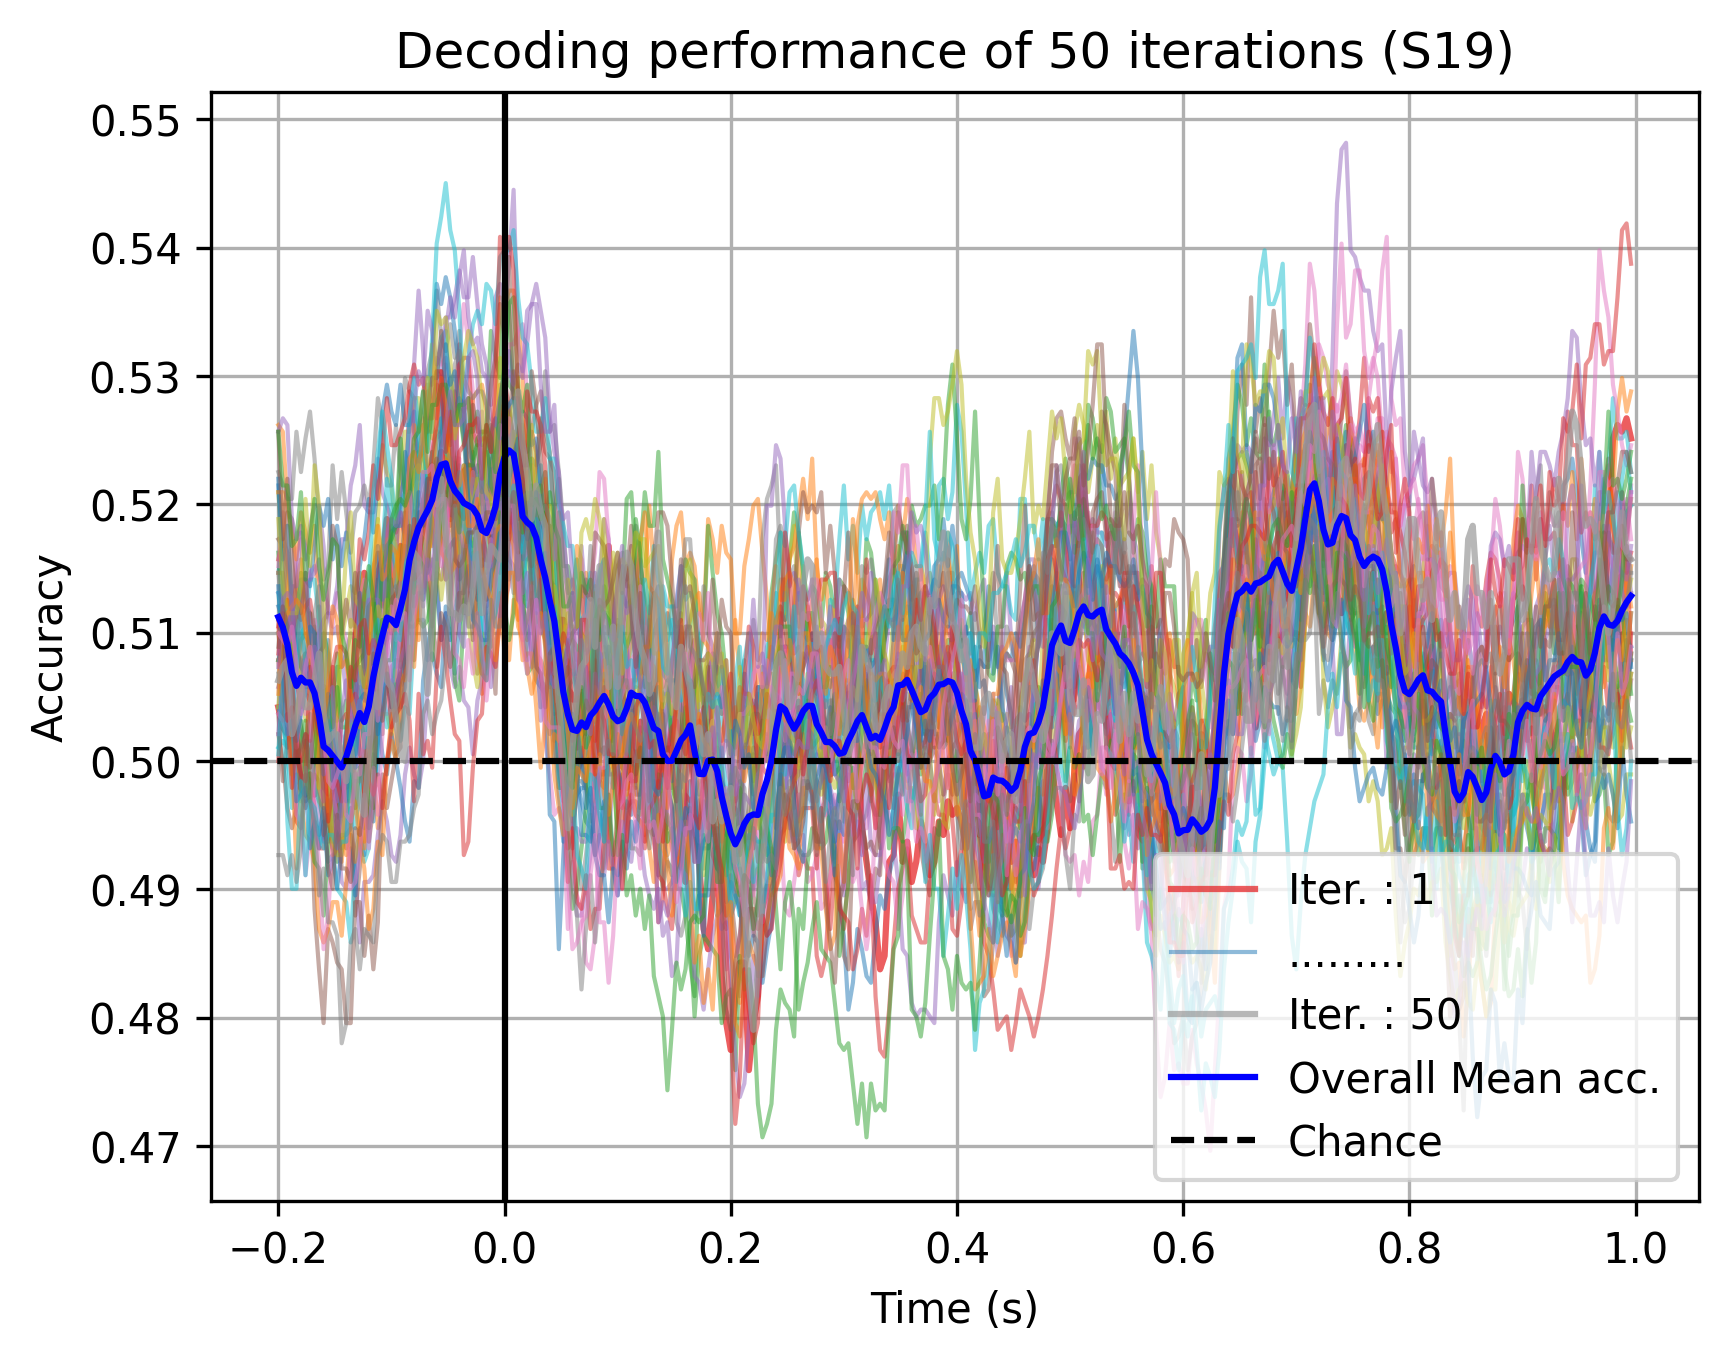 Decoding performance of 50 iterations (S19)
Accuracy
0.55
0.54
0.53
0.52
0.51
0.50
0.49
0.48
0.47
Iter. : 1
.........
Iter. : 50
Overall Mean acc.
Chance
−0.2 0.0 0.2 0.4 0.6 0.8 1.0
Time (s)